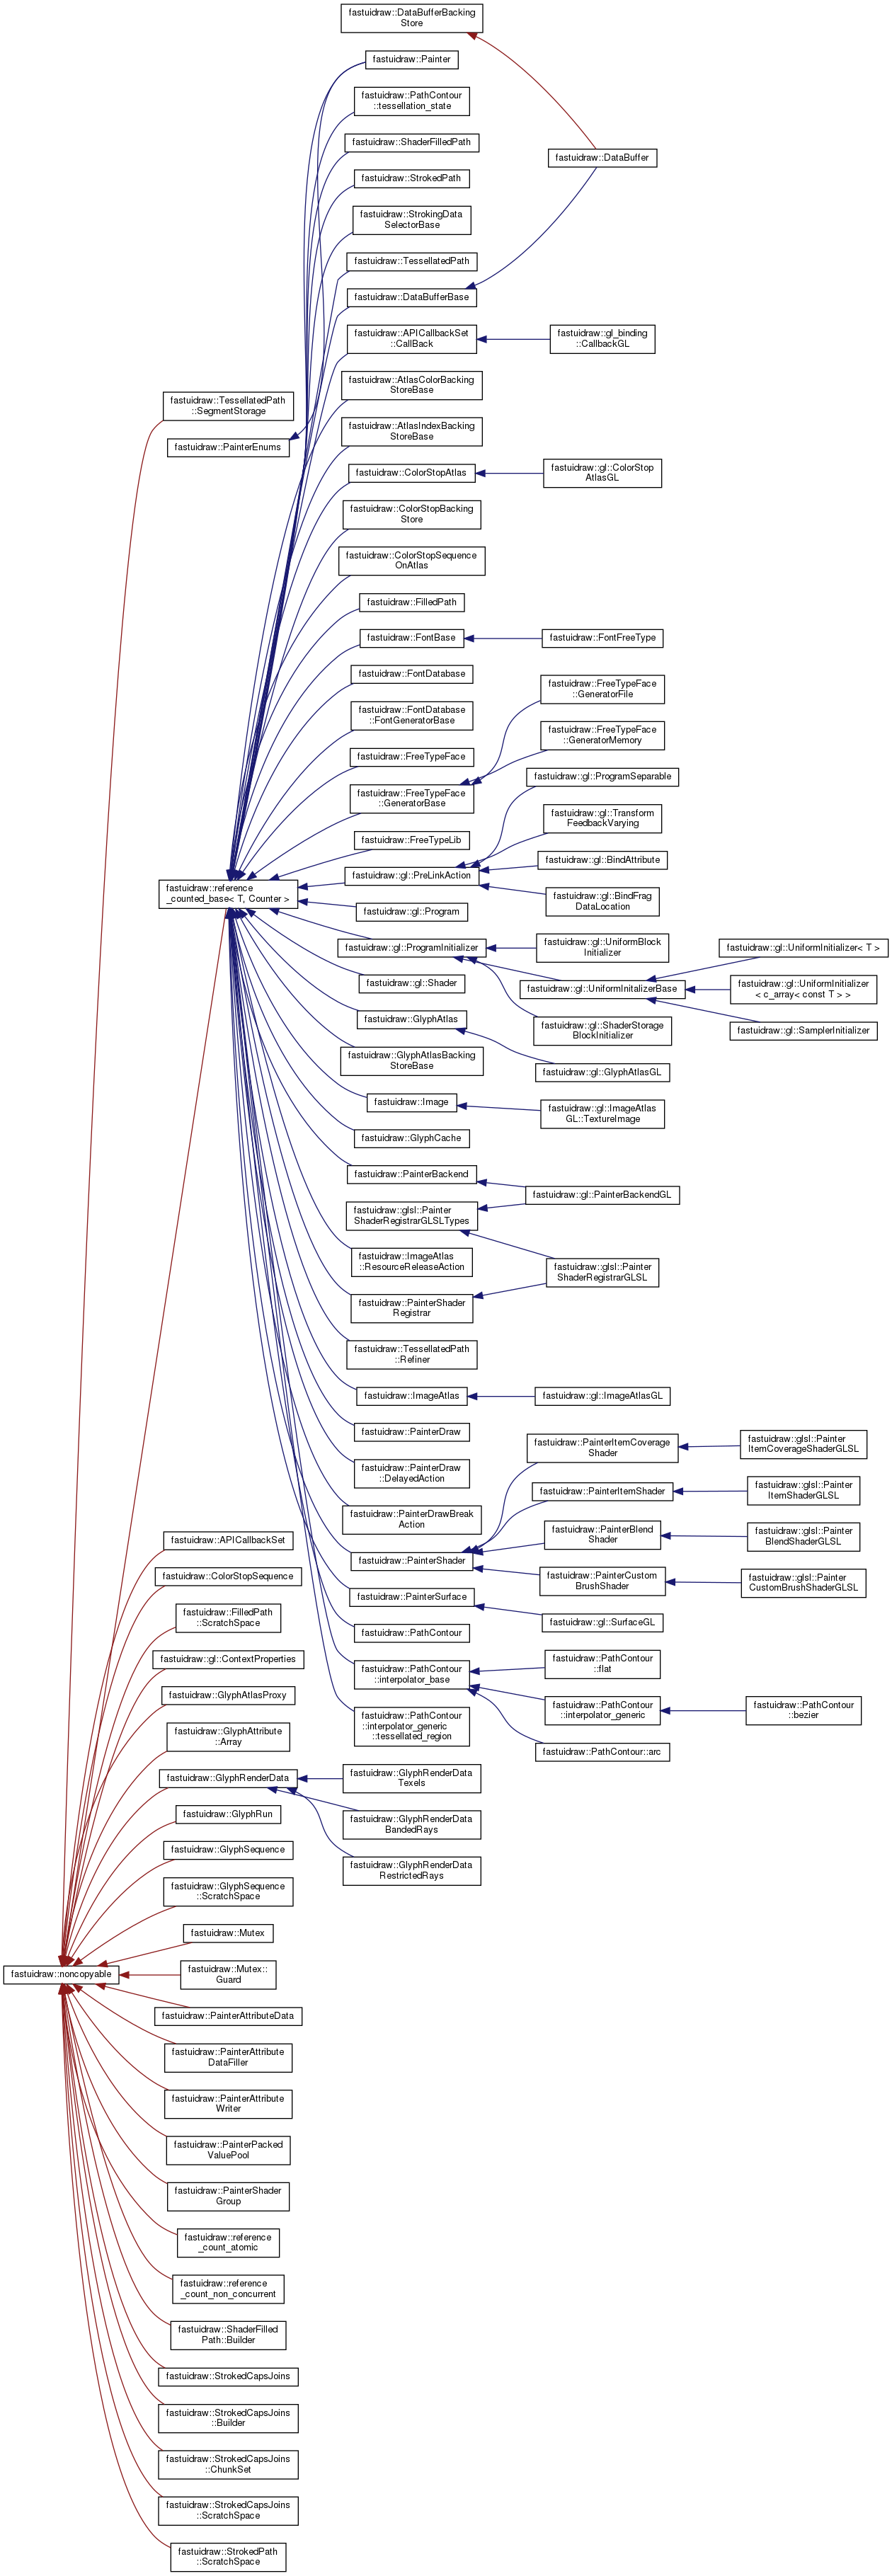 fastuidraw::DataBufferBacking
Store
fastuidraw::Painter
fastuidraw::PathContour
::tessellation_state
fastuidraw::ShaderFilledPath
fastuidraw::DataBuffer
fastuidraw::StrokedPath
fastuidraw::StrokingData
SelectorBase
fastuidraw::TessellatedPath
fastuidraw::DataBufferBase
fastuidraw::APICallbackSet
::CallBack
fastuidraw::gl_binding
::CallbackGL
fastuidraw::AtlasColorBacking
StoreBase
fastuidraw::TessellatedPath
::SegmentStorage
fastuidraw::AtlasIndexBacking
StoreBase
fastuidraw::PainterEnums
fastuidraw::ColorStopAtlas
fastuidraw::gl::ColorStop
AtlasGL
fastuidraw::ColorStopBacking
Store
fastuidraw::ColorStopSequence
OnAtlas
fastuidraw::FilledPath
fastuidraw::FontBase
fastuidraw::FontFreeType
fastuidraw::FontDatabase
fastuidraw::FreeTypeFace
::GeneratorFile
fastuidraw::FontDatabase
::FontGeneratorBase
fastuidraw::FreeTypeFace
::GeneratorMemory
fastuidraw::FreeTypeFace
fastuidraw::gl::ProgramSeparable
fastuidraw::FreeTypeFace
::GeneratorBase
fastuidraw::gl::Transform
FeedbackVarying
fastuidraw::FreeTypeLib
fastuidraw::gl::BindAttribute
fastuidraw::reference
_counted_base< T, Counter >
fastuidraw::gl::PreLinkAction
fastuidraw::gl::BindFrag
DataLocation
fastuidraw::gl::Program
fastuidraw::gl::ProgramInitializer
fastuidraw::gl::UniformBlock
Initializer
fastuidraw::gl::UniformInitializer< T >
fastuidraw::gl::Shader
fastuidraw::gl::UniformInitalizerBase
fastuidraw::gl::UniformInitializer
< c_array< const T > >
fastuidraw::GlyphAtlas
fastuidraw::gl::ShaderStorage
BlockInitializer
fastuidraw::gl::SamplerInitializer
fastuidraw::GlyphAtlasBacking
StoreBase
fastuidraw::gl::GlyphAtlasGL
fastuidraw::Image
fastuidraw::gl::ImageAtlas
GL::TextureImage
fastuidraw::GlyphCache
fastuidraw::PainterBackend
fastuidraw::gl::PainterBackendGL
fastuidraw::glsl::Painter
ShaderRegistrarGLSLTypes
fastuidraw::ImageAtlas
::ResourceReleaseAction
fastuidraw::glsl::Painter
ShaderRegistrarGLSL
fastuidraw::PainterShader
Registrar
fastuidraw::TessellatedPath
::Refiner
fastuidraw::ImageAtlas
fastuidraw::gl::ImageAtlasGL
fastuidraw::PainterDraw
fastuidraw::PainterItemCoverage
Shader
fastuidraw::glsl::Painter
ItemCoverageShaderGLSL
fastuidraw::PainterDraw
::DelayedAction
fastuidraw::PainterItemShader
fastuidraw::glsl::Painter
ItemShaderGLSL
fastuidraw::PainterDrawBreak
Action
fastuidraw::PainterBlend
Shader
fastuidraw::glsl::Painter
BlendShaderGLSL
fastuidraw::APICallbackSet
fastuidraw::PainterShader
fastuidraw::ColorStopSequence
fastuidraw::PainterCustom
BrushShader
fastuidraw::glsl::Painter
CustomBrushShaderGLSL
fastuidraw::PainterSurface
fastuidraw::FilledPath
::ScratchSpace
fastuidraw::gl::SurfaceGL
fastuidraw::PathContour
fastuidraw::gl::ContextProperties
fastuidraw::PathContour
::interpolator_base
fastuidraw::PathContour
::flat
fastuidraw::GlyphAtlasProxy
fastuidraw::PathContour
::interpolator_generic
fastuidraw::PathContour
::bezier
fastuidraw::PathContour
::interpolator_generic
::tessellated_region
fastuidraw::GlyphAttribute
::Array
fastuidraw::PathContour::arc
fastuidraw::GlyphRenderData
fastuidraw::GlyphRenderData
Texels
fastuidraw::GlyphRun
fastuidraw::GlyphRenderData
BandedRays
fastuidraw::GlyphSequence
fastuidraw::GlyphRenderData
RestrictedRays
fastuidraw::GlyphSequence
::ScratchSpace
fastuidraw::Mutex
fastuidraw::noncopyable
fastuidraw::Mutex::
Guard
fastuidraw::PainterAttributeData
fastuidraw::PainterAttribute
DataFiller
fastuidraw::PainterAttribute
Writer
fastuidraw::PainterPacked
ValuePool
fastuidraw::PainterShader
Group
fastuidraw::reference
_count_atomic
fastuidraw::reference
_count_non_concurrent
fastuidraw::ShaderFilled
Path::Builder
fastuidraw::StrokedCapsJoins
fastuidraw::StrokedCapsJoins
::Builder
fastuidraw::StrokedCapsJoins
::ChunkSet
fastuidraw::StrokedCapsJoins
::ScratchSpace
fastuidraw::StrokedPath
::ScratchSpace